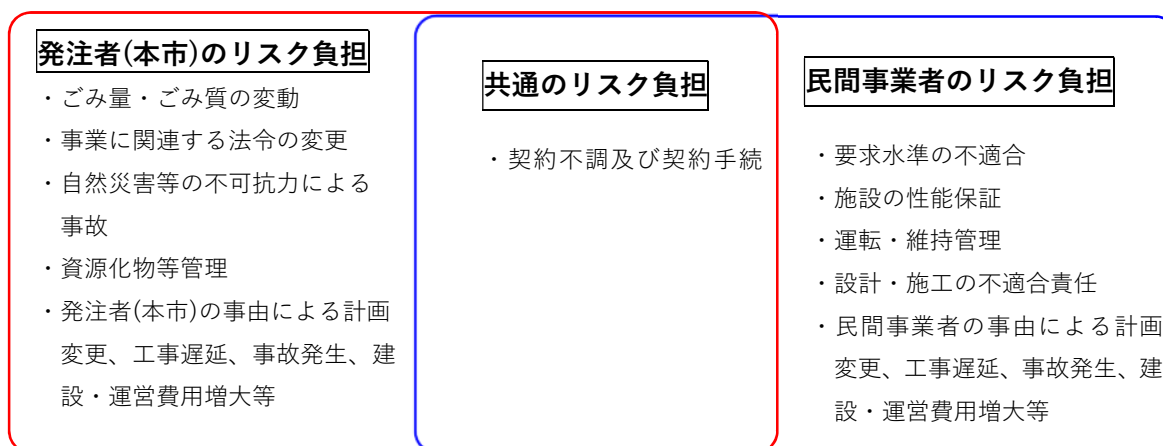 発注者(本市)のリスク負担
・ごみ量・ごみ質の変動
・事業に関連する法令の変更
・自然災害等の不可抗力による
事故
・資源化物等管理
・発注者(本市)の事由による計画
変更、工事遅延、事故発生、建
設・運営費用増大等
共通のリスク負担
・契約不調及び契約手続
民間事業者のリスク負担
・要求水準の不適合
・施設の性能保証
・運転・維持管理
・設計・施工の不適合責任
・民間事業者の事由による計画
変更、工事遅延、事故発生、建
設・運営費用増大等